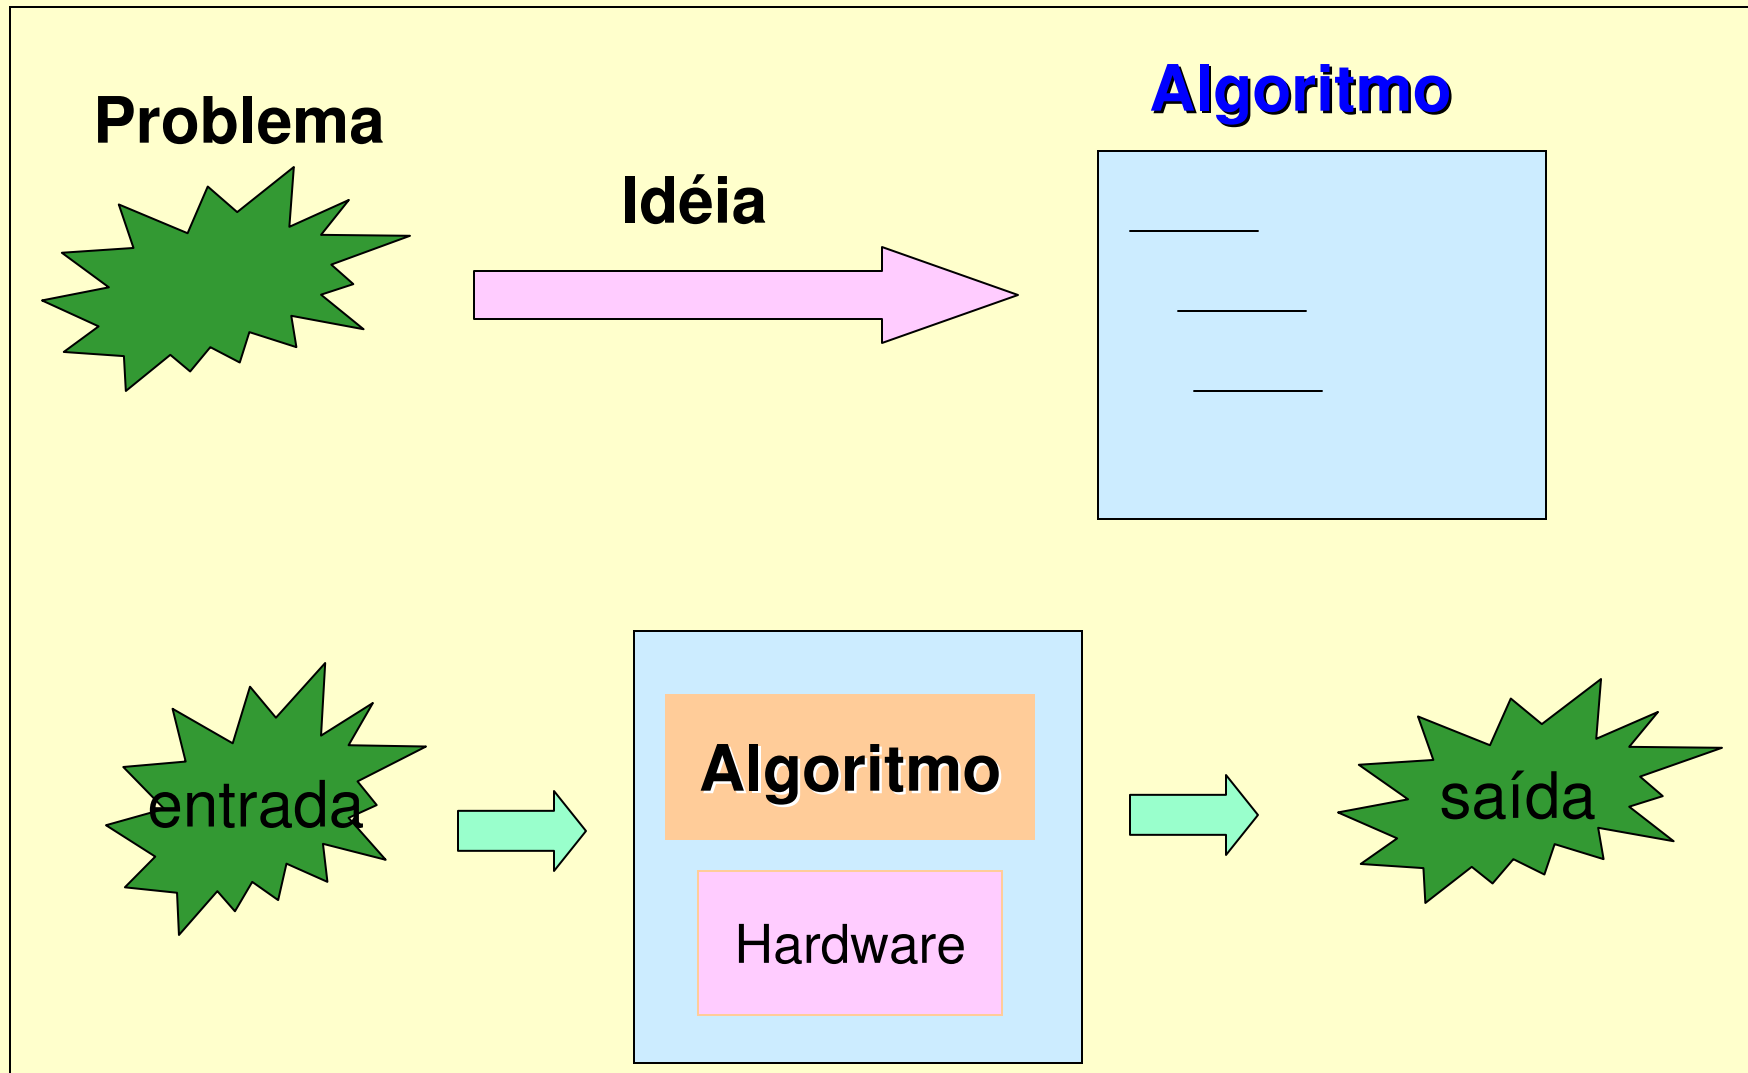 Problema
Idéia
Algoritmo
entrada
Algoritmo
Hardware
saída